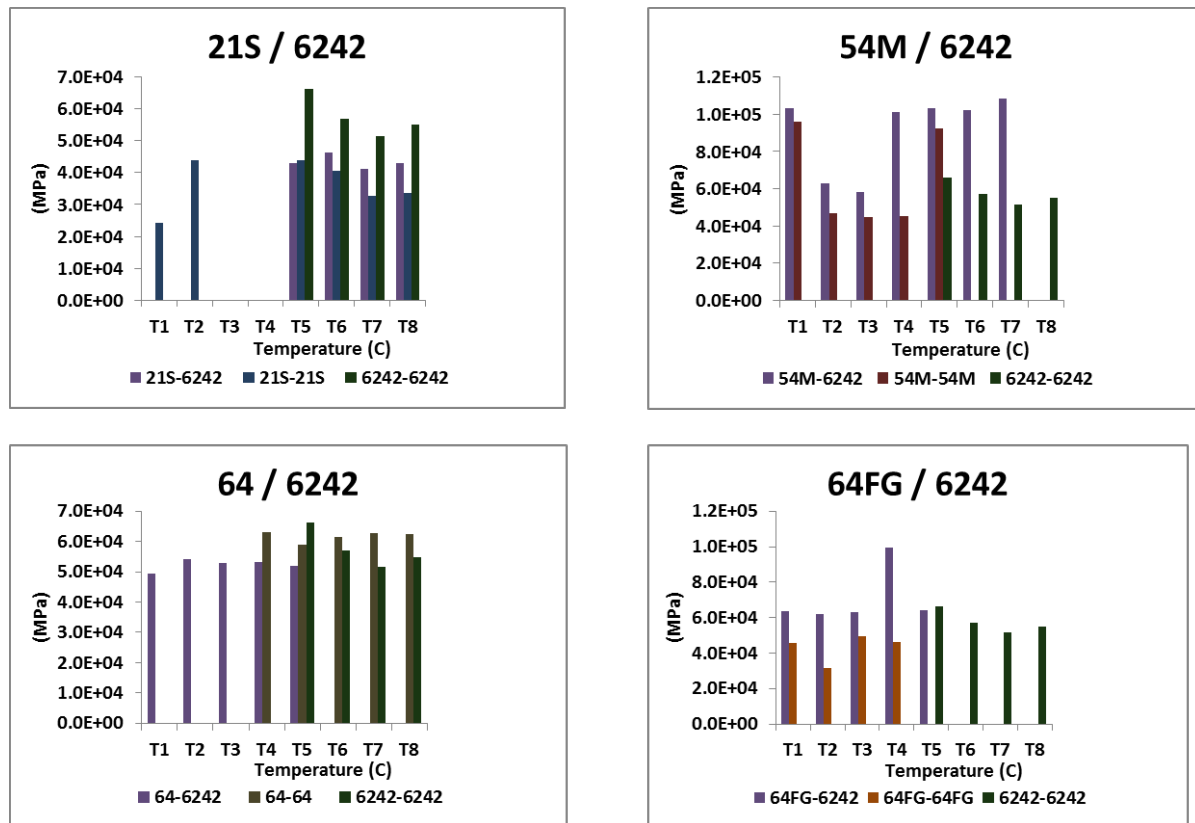 21S / 6242
7.0E+04
6.0E+04
5.0E+04
4.0E+04
3.0E+04
2.0E+04
1.0E+04
0.0E+00
(MPa)
T1 T2 T3 T4 T5 T6 T7 T8
Temperature (C)
21S-6242 21S-21S 6242-6242
54M / 6242
1.2E+05
1.0E+05
8.0E+04
6.0E+04
4.0E+04
2.0E+04
0.0E+00
(MPa)
T1 T2 T3 T4 T5 T6 T7 T8
Temperature (C)
54M-6242 54M-54M 6242-6242
64 / 6242
7.0E+04
6.0E+04
5.0E+04
4.0E+04
3.0E+04
2.0E+04
1.0E+04
0.0E+00
(MPa)
T1 T2 T3 T4 T5 T6 T7 T8
Temperature (C)
64-6242 64-64 6242-6242
64FG / 6242
1.2E+05
1.0E+05
8.0E+04
6.0E+04
4.0E+04
2.0E+04
0.0E+00
(MPa)
T1 T2 T3 T4 T5 T6 T7 T8
Temperature (C)
64FG-6242 64FG-64FG 6242-6242